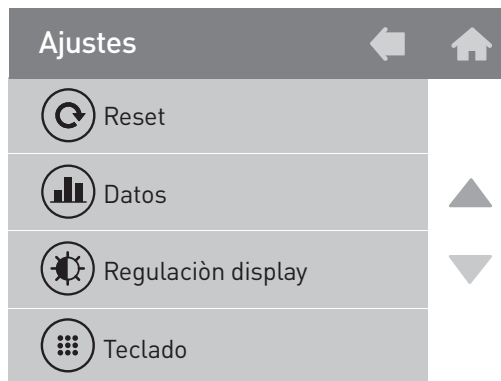 Ajustes
Reset
Datos
Regulaciòn display
Teclado